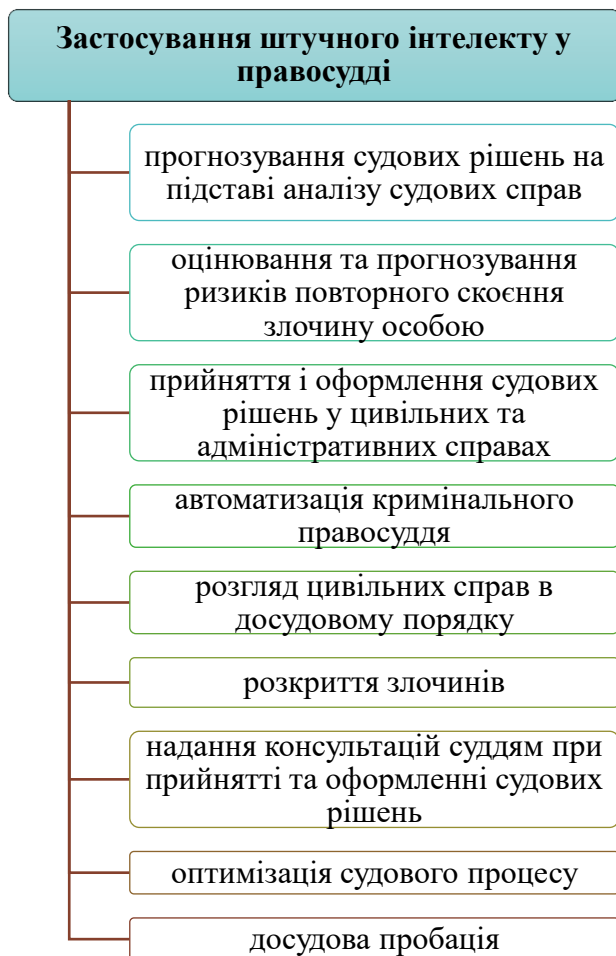 Застосування штучного інтелекту у
правосудді
прогнозування судових рішень на
підставі аналізу судових справ
оцінювання та прогнозування
ризиків повторного скоєння
злочину особою
прийняття і оформлення судових
рішень у цивільних та
адміністративних справах
автоматизація кримінального
правосуддя
розгляд цивільних справ в
досудовому порядку
розкриття злочинів
надання консультацій суддям при
прийнятті та оформленні судових
рішень
оптимізація судового процесу
досудова пробація